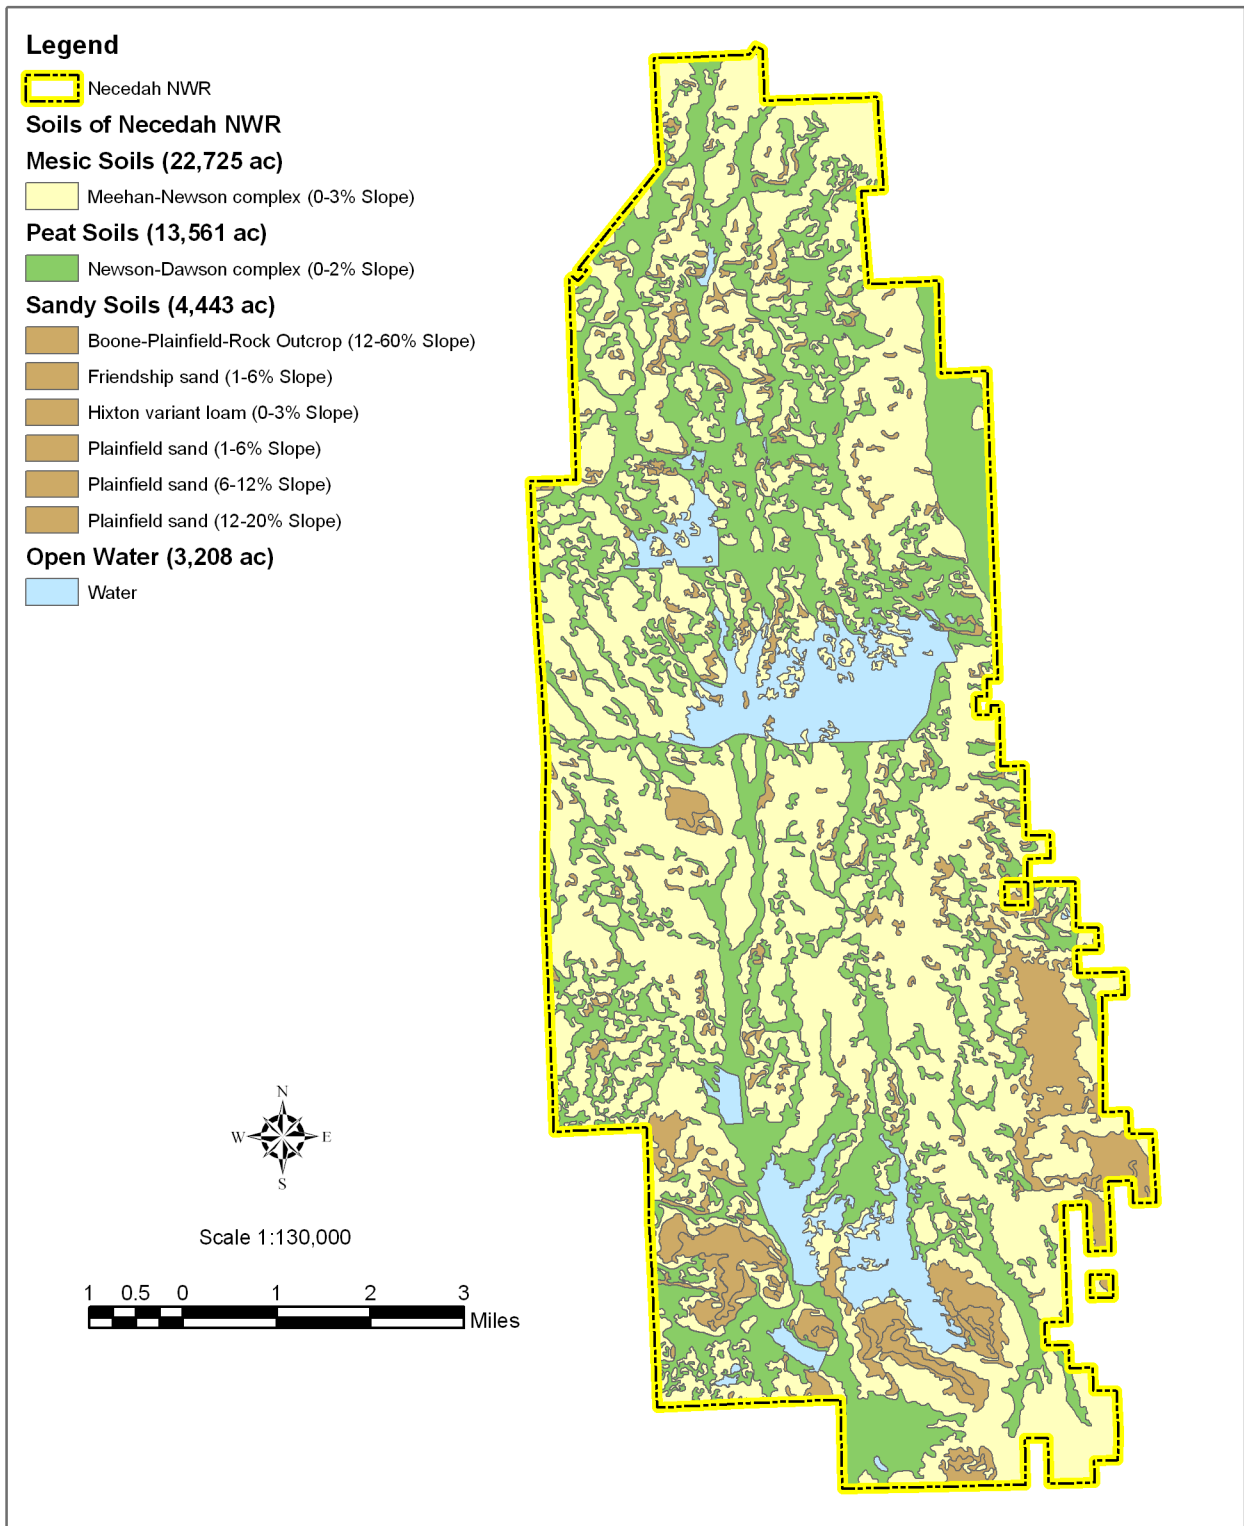 Legend
Necedah NWR
Soils of Necedah NWR
Mesic Soils (22,725 ac)
Meehan-Newson complex (0-3% Slope)
Peat Soils (13,561 ac)
Newson-Dawson complex (0-2% Slope)
Sandy Soils (4,443 ac)
Boone-Plainfield-Rock Outcrop (12-60% Slope)
Friendship sand (1-6% Slope)
Hixton variant loam (0-3% Slope)
Plainfield sand (1-6% Slope)
Plainfield sand (6-12% Slope)
Plainfield sand (12-20% Slope)
Open Water (3,208 ac)
Water
N
W E
S
Scale 1:130,000
1 0.5 0 1 2 3
Miles